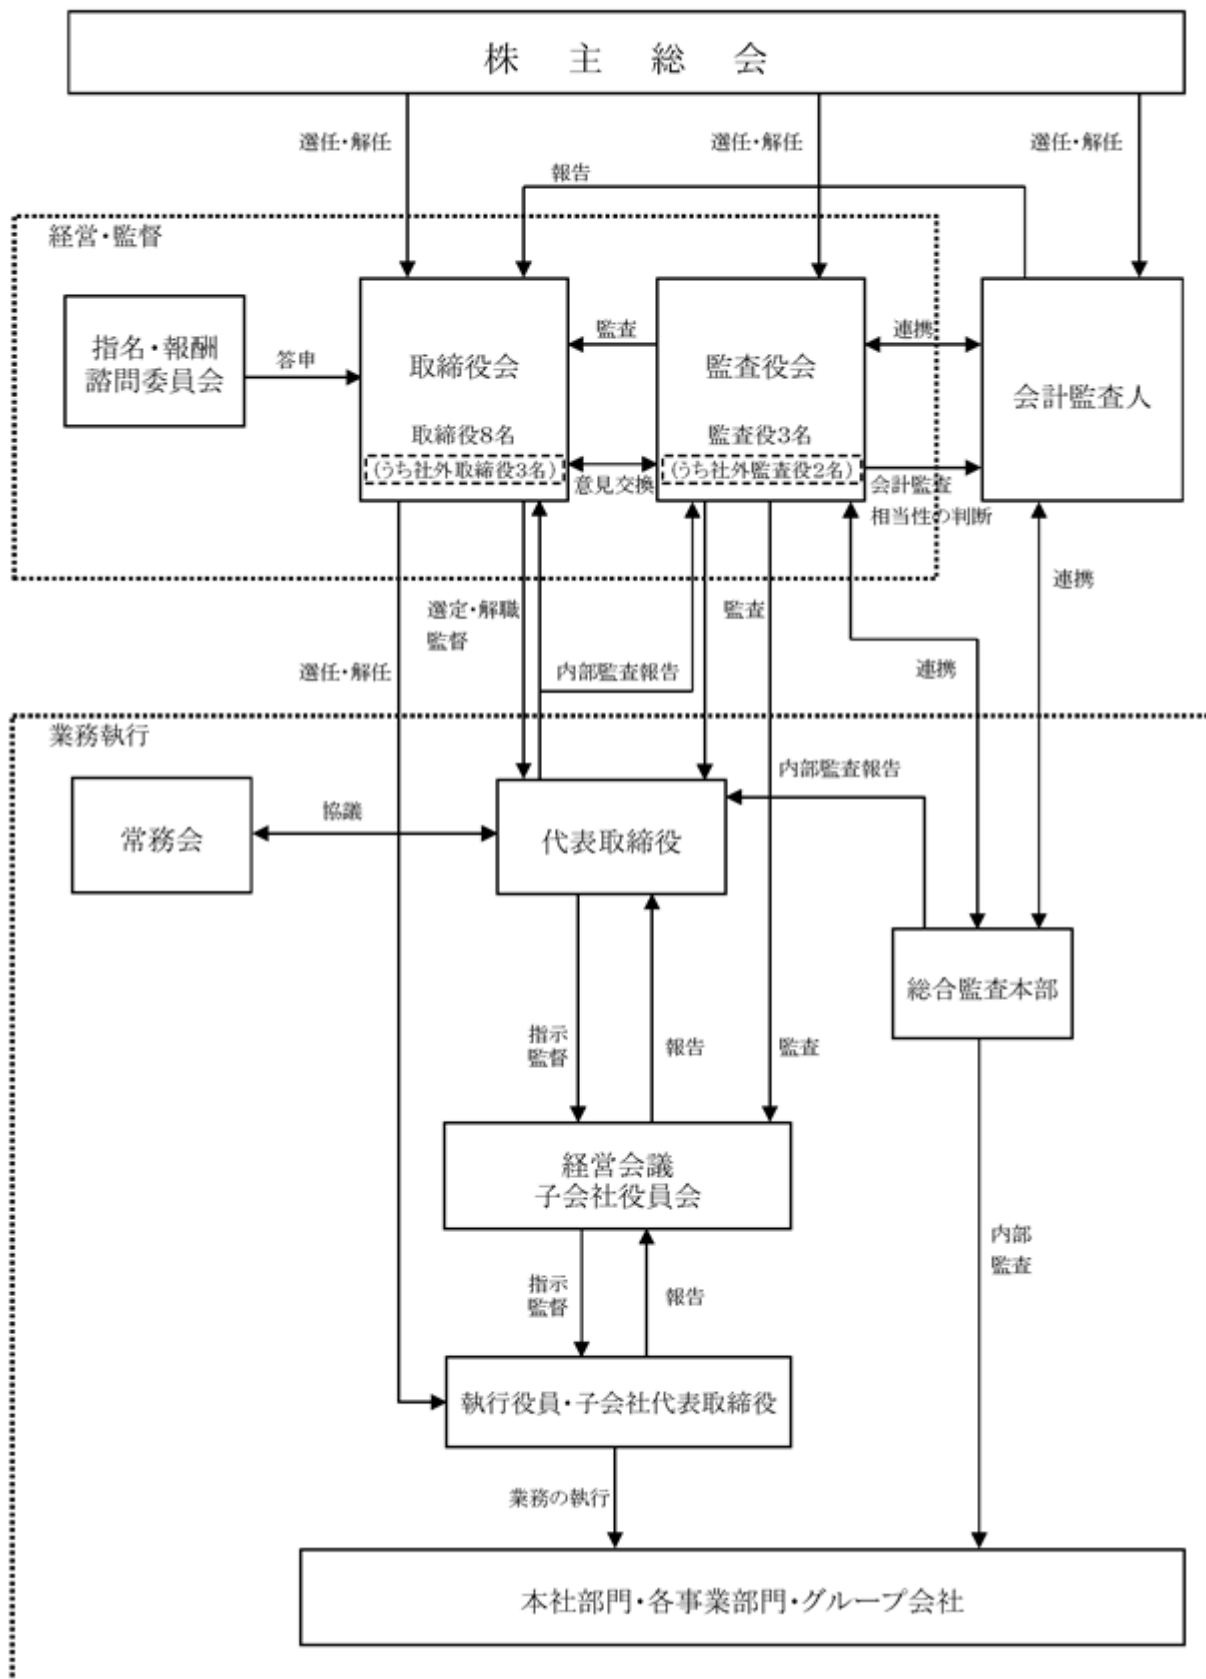 株主総会
選任・解任
選任・解任
選任・解任
報告
経営・監督
指名・報酬
諮問委員会
答申
取締役会
取締役8名
(うち社外取締役3名)
監査
意見交換
監査役会
監査役3名
(うち社外監査役2名)
連携
会計監査
相当性の判断
会計監査人
選定・解職
監督
監査
連携
選任・解任
内部監査報告
連携
業務執行
常務会
協議
代表取締役
内部監査報告
総合監査本部
指示
監督
報告
監査
経営会議
子会社役員会
内部
監査
指示
監督
報告
執行役員・子会社代表取締役
業務の執行
本社部門・各事業部門・グループ会社